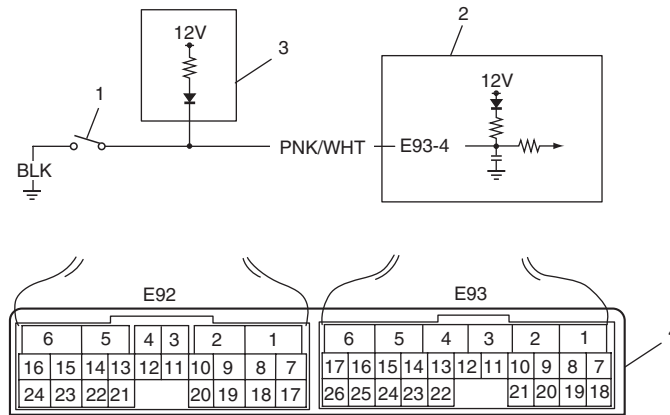 2
12V
3
12V
1
PNK/WHT
E93-4
BLK
E92
E93
6 5 4 3 2 1
6 5 4 3 2 1
16 15 14 13 12 11 10 9 8 7
17 16 15 14 13 12 11 10 9 8 7
24 23 22 21 20 19 18 17
26 25 24 23 22 21 20 19 18